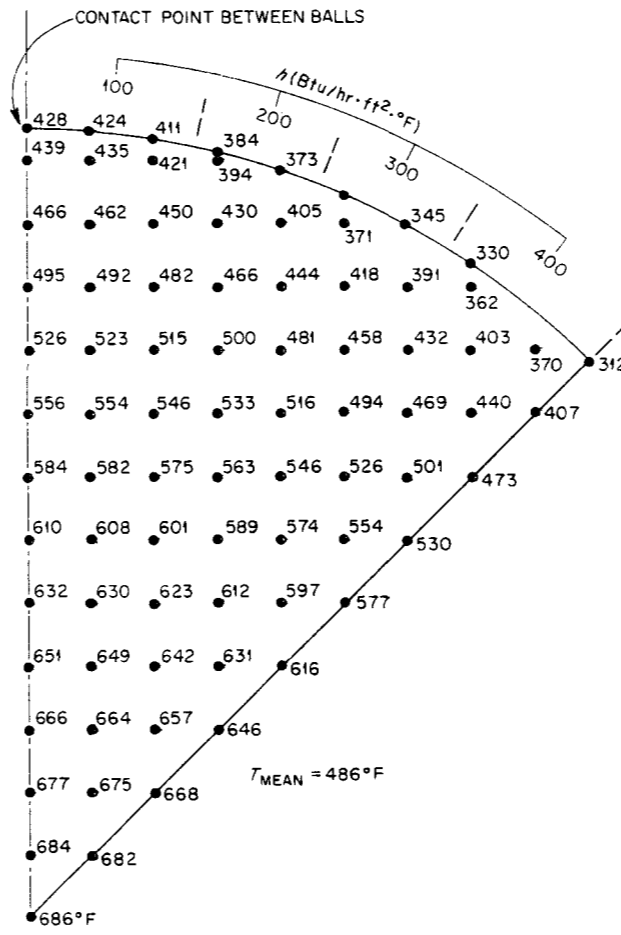 CONTACT POINT BETWEEN BALLS
h(Btu/hr·ft²·°F)
100
200
300
400
428 424 411 384 373 345 330 312
439 435 421 394
466 462 450 430 405 371
495 492 482 466 444 418 391 362
526 523 515 500 481 458 432 403 370
556 554 546 533 516 494 469 440 407
584 582 575 563 546 526 501 473
610 608 601 589 574 554 530
632 630 623 612 597 577
651 649 642 631 616
666 664 657 646
677 675 668
T MEAN = 486°F
684 682
686°F